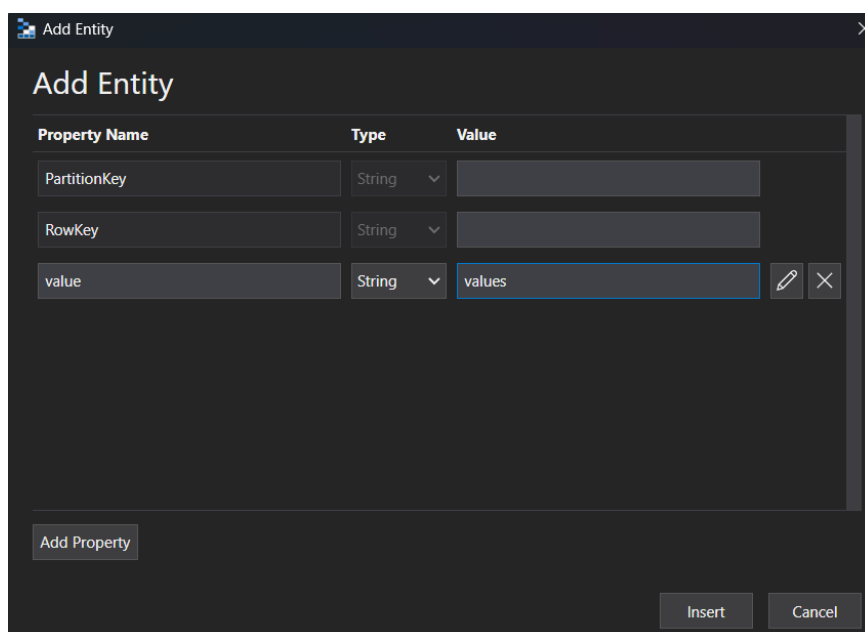 Add Entity
Add Entity
Property Name Type Value
PartitionKey String
RowKey String
value String values
Add Property
Insert Cancel